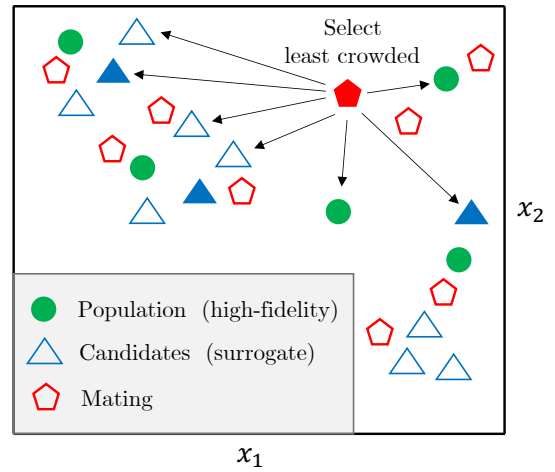 Select
least crowded
x₂
Population (high-fidelity)
Candidates (surrogate)
Mating
x₁